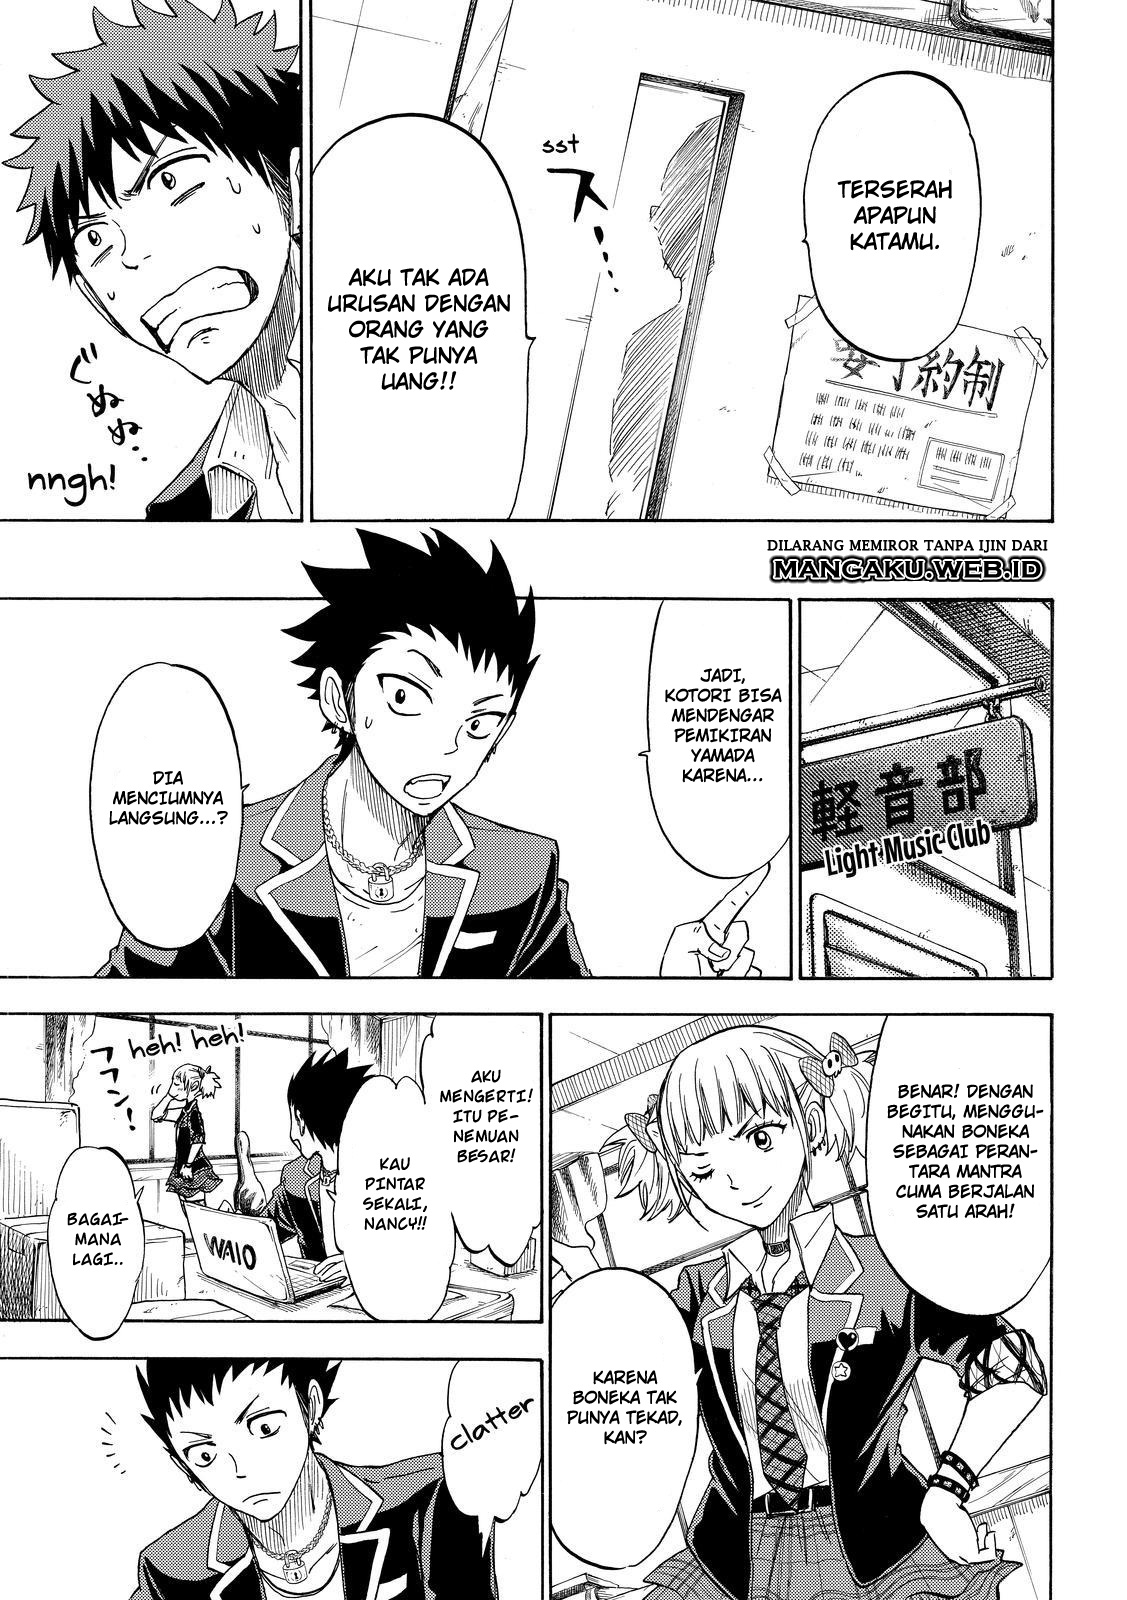 TERSERAH
APAPUN
KATAMU.
sst
ス
AKU TAK ADA
URUSAN DENGAN
ORANG YANG
TAK PUNYA
UANG!!
約制
ぐぬぬ…
nngh!
DILARANG MEMIROR TANPA IJIN DARI
MANGAKU.WEB.ID
軽音部
Light Music Club
JADI,
KOTORI BISA
MENDENGAR
PEMIKIRAN
YAMADA
KARENA...
DIA
MENCIUMNYA
LANGSUNG...?
BENAR! DENGAN
BEGITU, MENGGU-
NAKAN BONEKA
SEBAGAI PERAN-
TARA MANTRA
CUMA BERJALAN
SATU ARAH!
KARENA
BONEKA TAK
PUNYA TEKAD,
KAN?
AKU
MENGERTI!
ITU PE-
NEMUAN
BESAR!
KAU
PINTAR
SEKALI,
NANCY!!
heh! heh!
フフン!
BAGAI-
MANA
LAGI..
WAIO
clatter